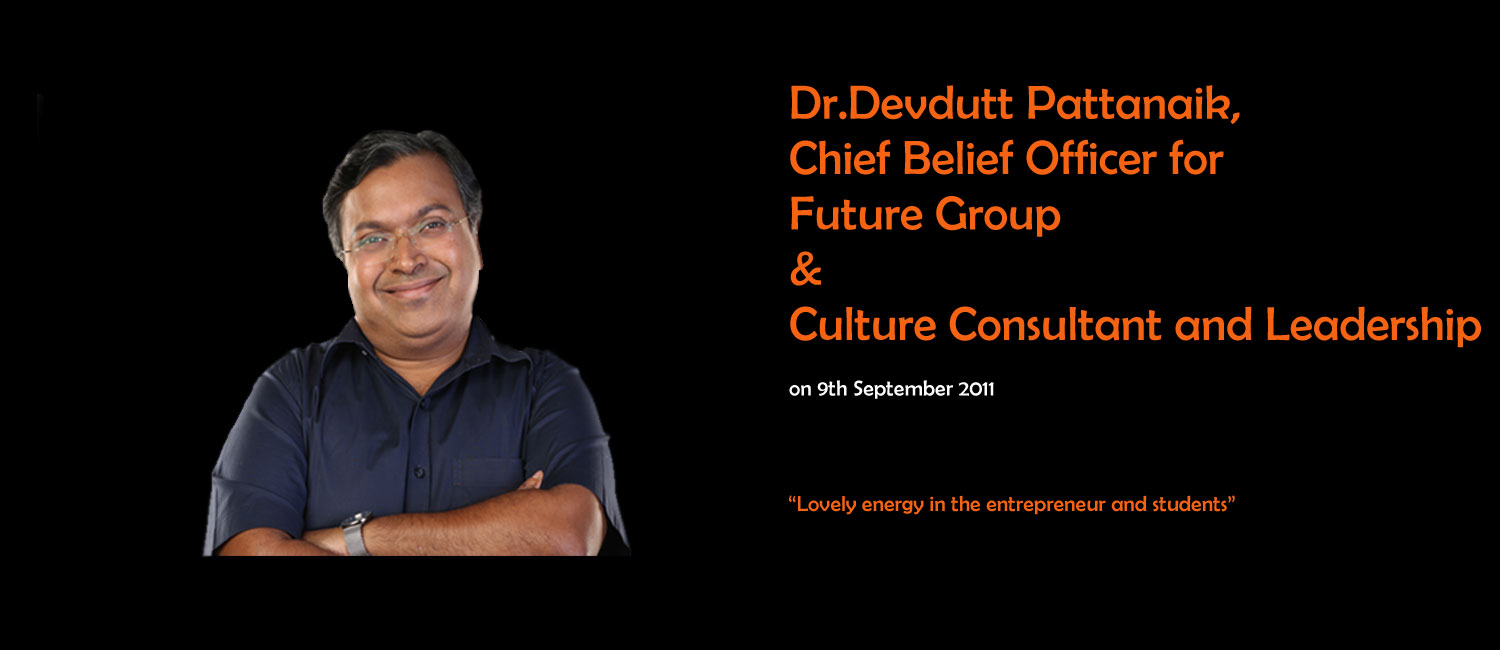 Dr.Devdutt Pattanaik,
Chief Belief Officer for
Future Group
&
Culture Consultant and Leadership
on 9th September 2011
“Lovely energy in the entrepreneur and students”